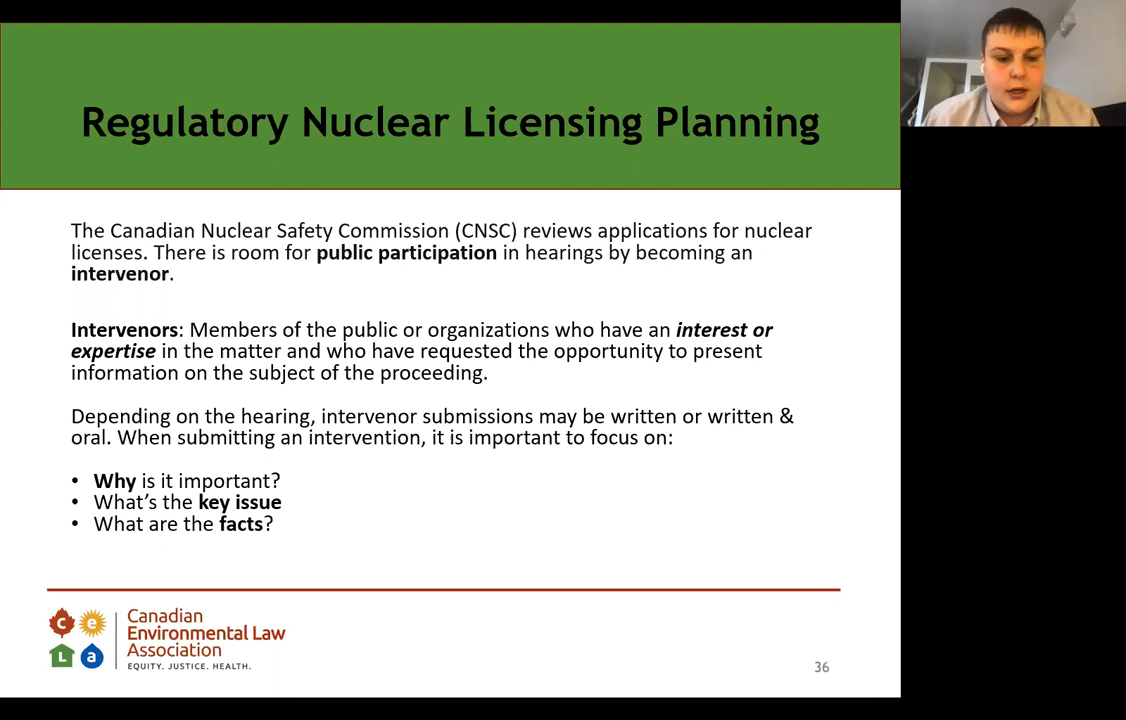 Regulatory Nuclear Licensing Planning
The Canadian Nuclear Safety Commission (CNSC) reviews applications for nuclear
licenses. There is room for public participation in hearings by becoming an
intervenor.
Intervenors: Members of the public or organizations who have an interest or
expertise in the matter and who have requested the opportunity to present
information on the subject of the proceeding.
Depending on the hearing, intervenor submissions may be written or written &
oral. When submitting an intervention, it is important to focus on:
• Why is it important?
• What's the key issue
• What are the facts?
c e
L a
Canadian
Environmental Law
Association
EQUITY. JUSTICE. HEALTH.
36